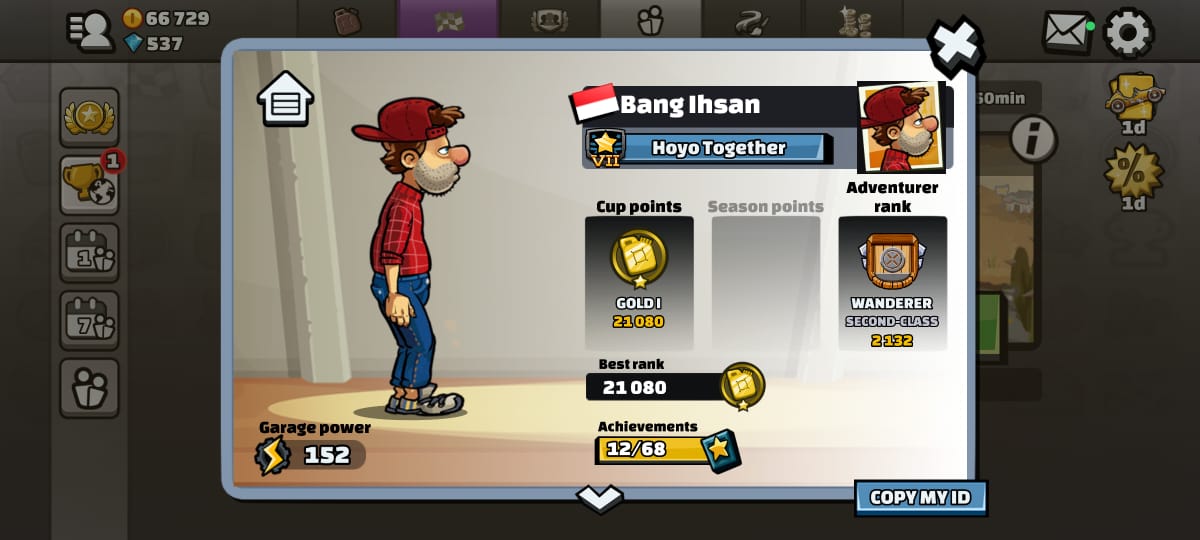 66 729
537
60min
Bang Ihsan
VII
Hoyo Together
1d
1
Adventurer
rank
Cup points
Season points
1d
1
GOLD I
WANDERER
21 080
SECOND-CLASS
2 132
7
Best rank
21 080
Achievements
Garage power
12/68
152
COPY MY ID